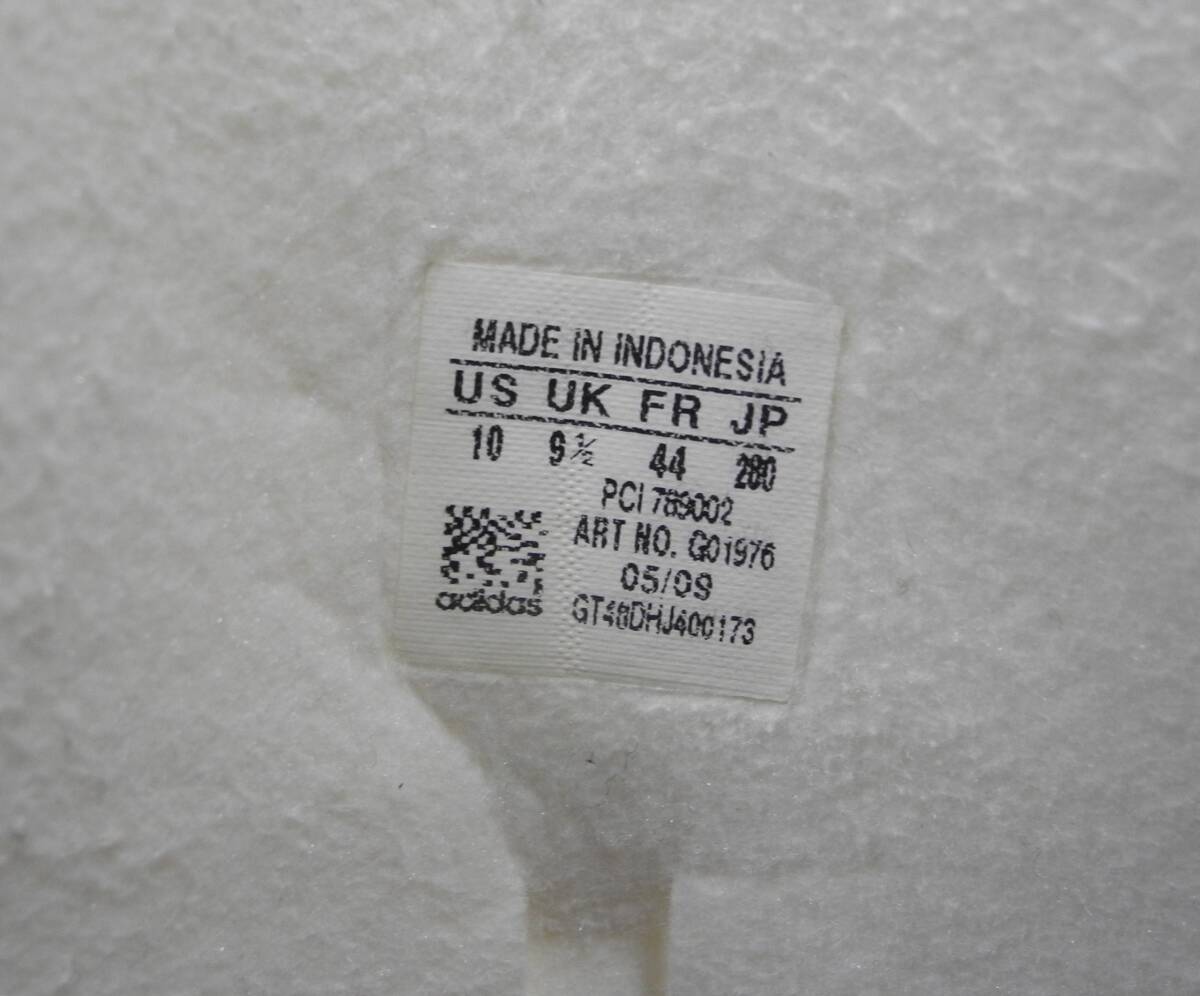 MADE IN INDONESIA
US UK FR JP
10 9½ 44 280
PCI 789002
ART NO. G01976
05/09
GT48DHJ400173
adidas